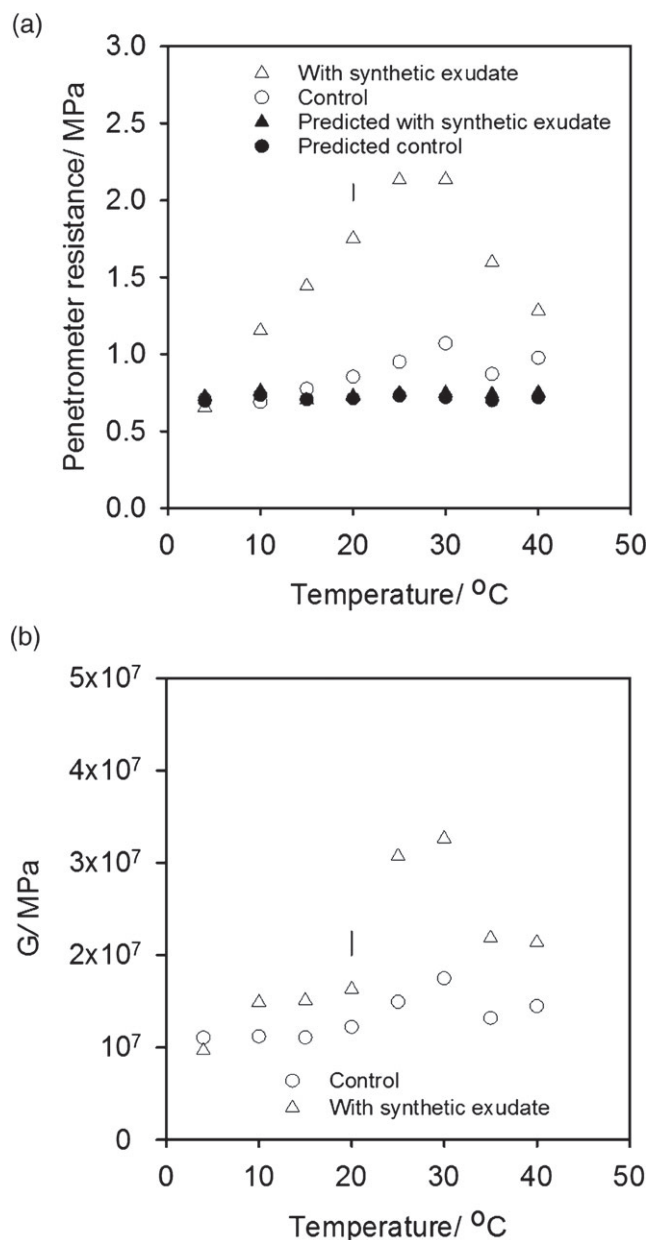 (a)
3.0
2.5
2.0
1.5
1.0
0.5
0.0
Penetrometer resistance/ MPa
With synthetic exudate
Control
Predicted with synthetic exudate
Predicted control
0 10 20 30 40 50
Temperature/ °C
(b)
5x10⁷
4x10⁷
3x10⁷
2x10⁷
10⁷
0
G/ MPa
Control
With synthetic exudate
0 10 20 30 40 50
Temperature/ °C